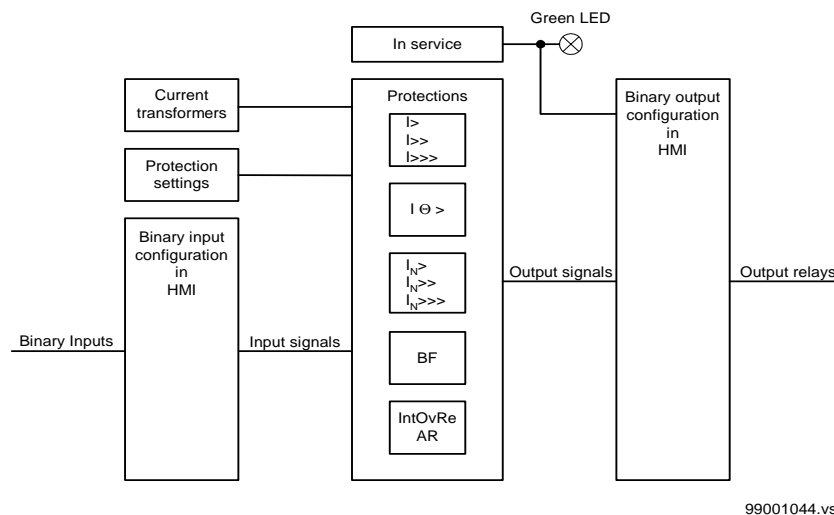 Green LED
In service
Current
transformers
Protection
settings
Binary input
configuration
in
HMI
Binary Inputs
Input signals
Protections
I>
I>>
I>>>
I Θ >
IN>
IN>>
IN>>>
BF
IntOvRe
AR
Output signals
Binary output
configuration
in
HMI
Output relays
99001044.vs